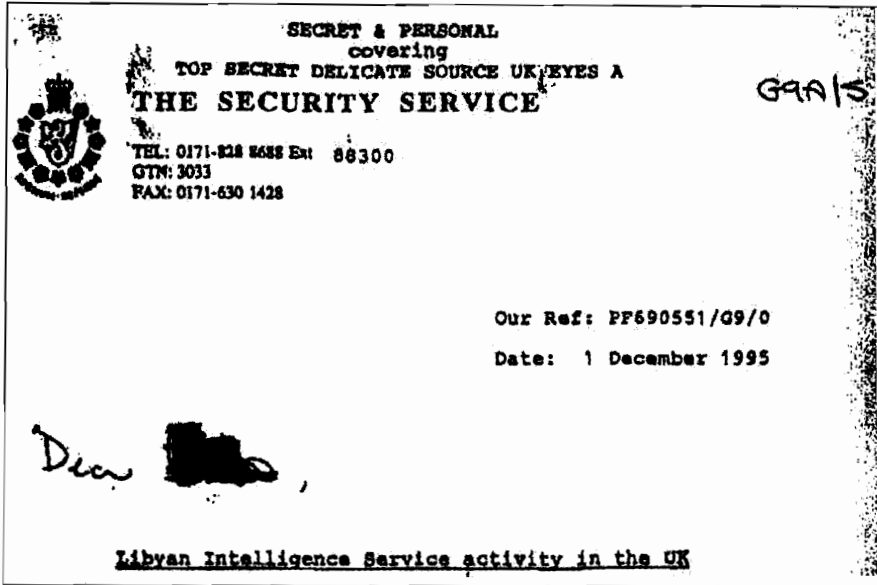 SECRET & PERSONAL
covering
TOP SECRET DELICATE SOURCE UK EYES A
THE SECURITY SERVICE
G9A/5
TEL: 0171-828 8688 Ext 88300
GTN: 3033
FAX: 0171-630 1428
Our Ref: PF690551/G9/0
Date: 1 December 1995
Dear ,
Libyan Intelligence Service activity in the UK